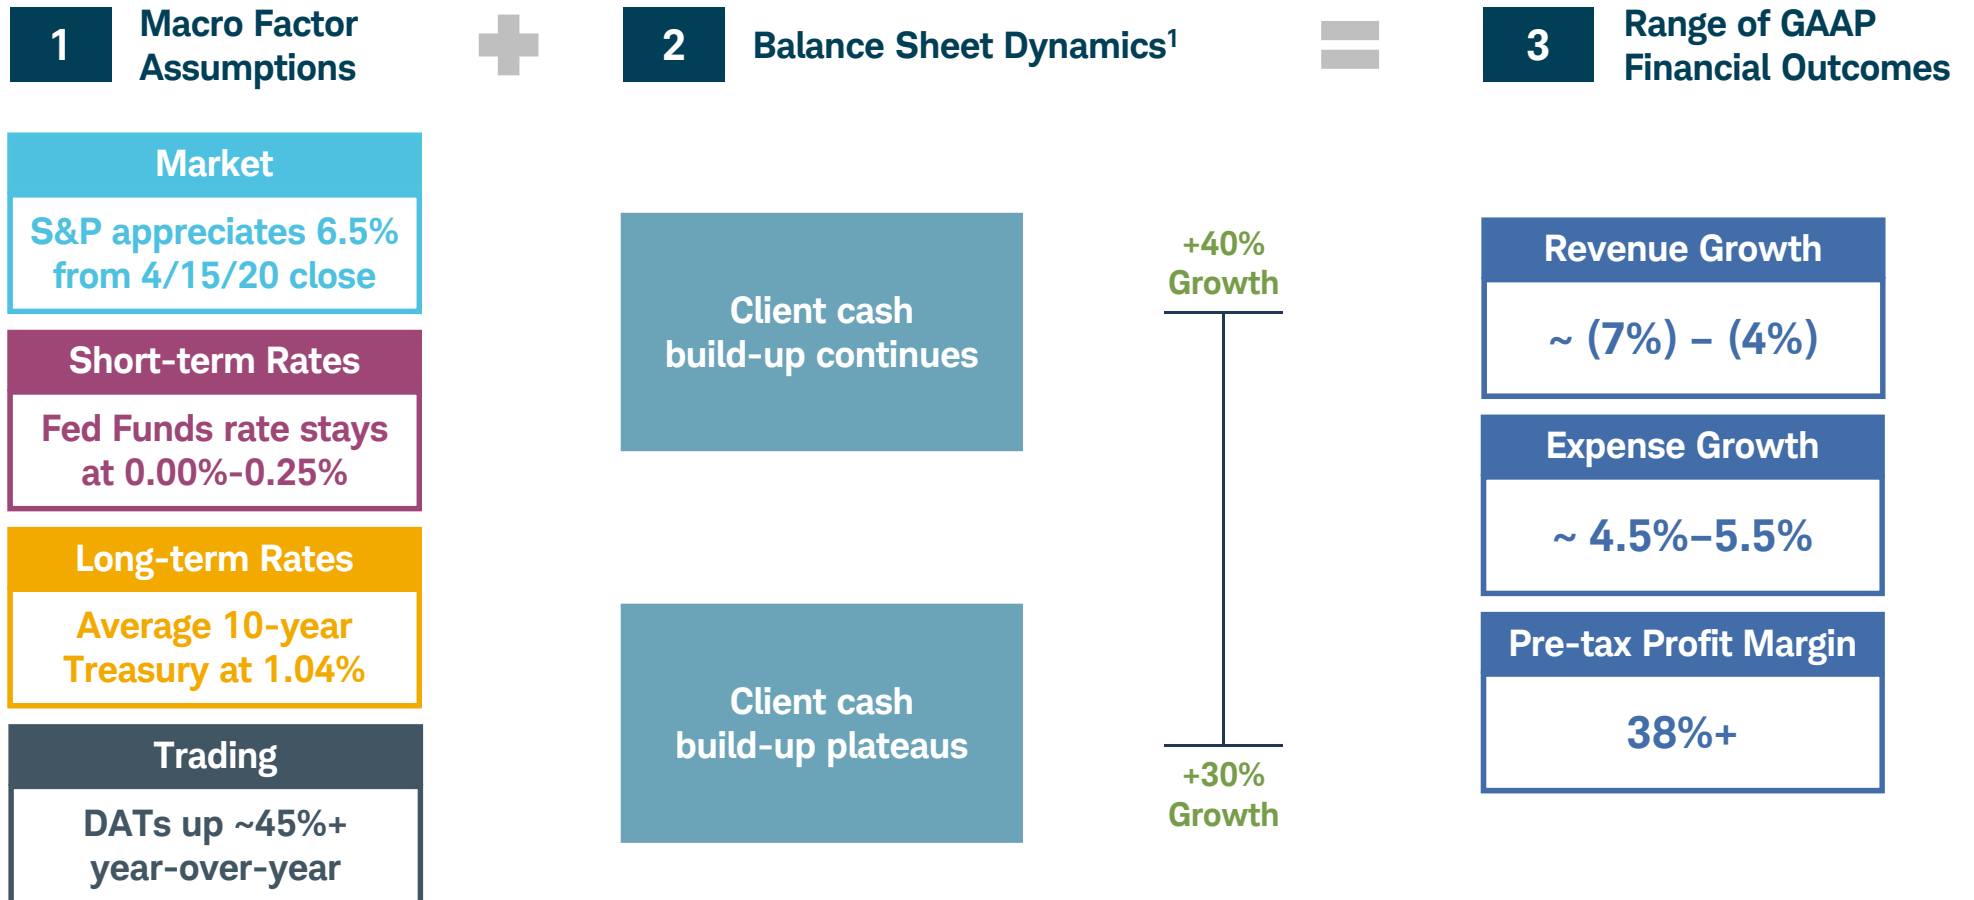 1
Macro Factor
Assumptions
Market
S&P appreciates 6.5%
from 4/15/20 close
Short-term Rates
Fed Funds rate stays
at 0.00%-0.25%
Long-term Rates
Average 10-year
Treasury at 1.04%
Trading
DATs up ~45%+
year-over-year
2
Balance Sheet Dynamics¹
Client cash
build-up continues
Client cash
build-up plateaus
+40%
Growth
+30%
Growth
3
Range of GAAP
Financial Outcomes
Revenue Growth
~ (7%) – (4%)
Expense Growth
~ 4.5%–5.5%
Pre-tax Profit Margin
38%+